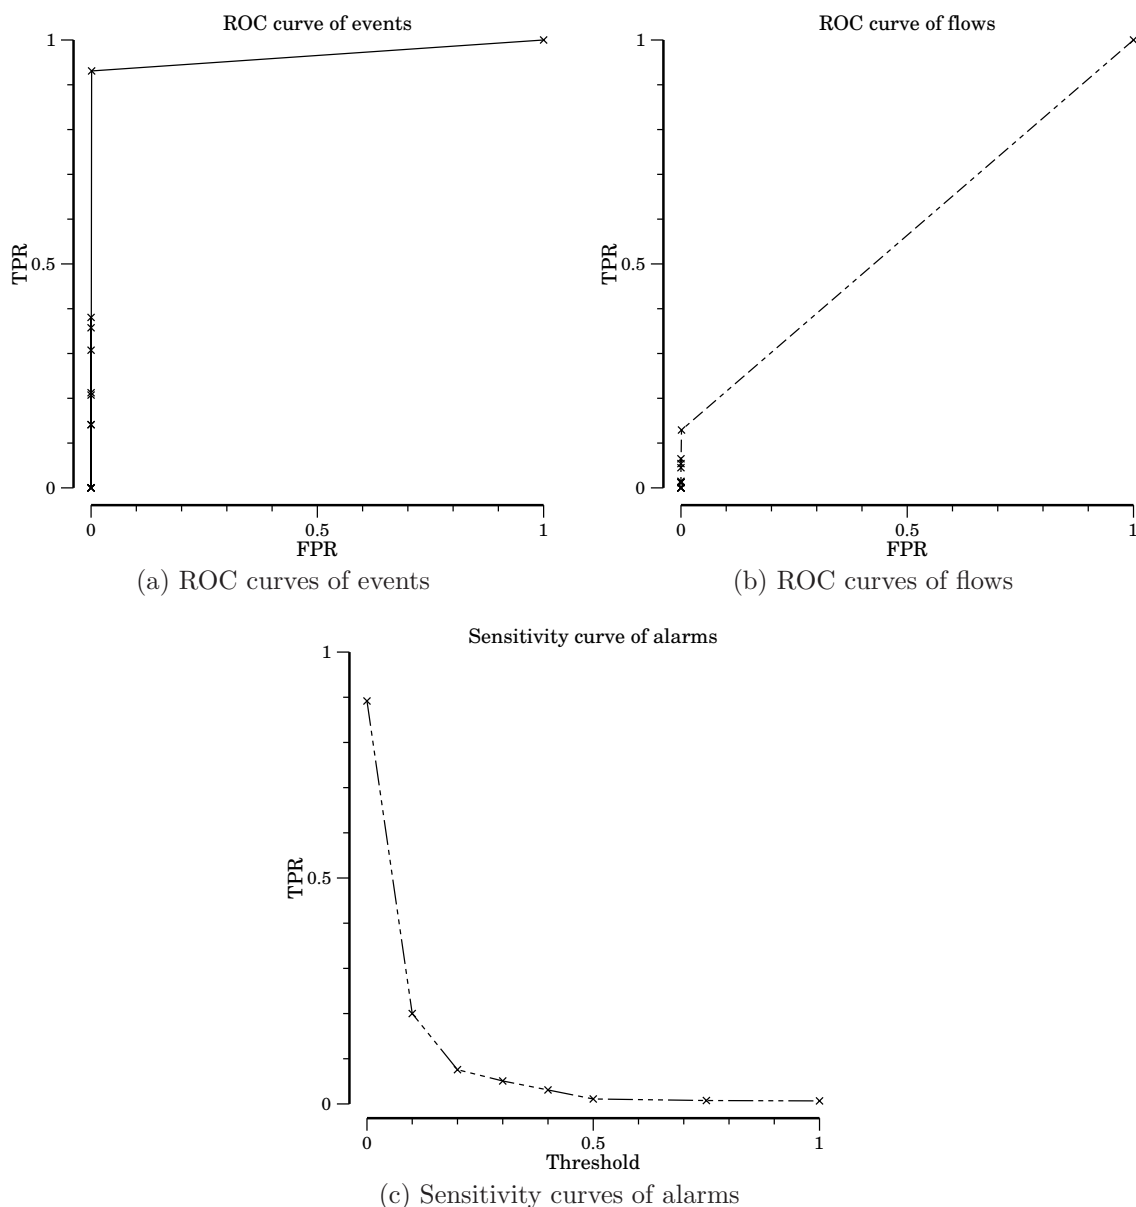 ROC curve of events
1
0.5
0
TPR
0
0.5
1
FPR
(a) ROC curves of events
ROC curve of flows
1
0.5
0
TPR
0
0.5
1
FPR
(b) ROC curves of flows
Sensitivity curve of alarms
1
0.5
0
TPR
0
0.5
1
Threshold
(c) Sensitivity curves of alarms